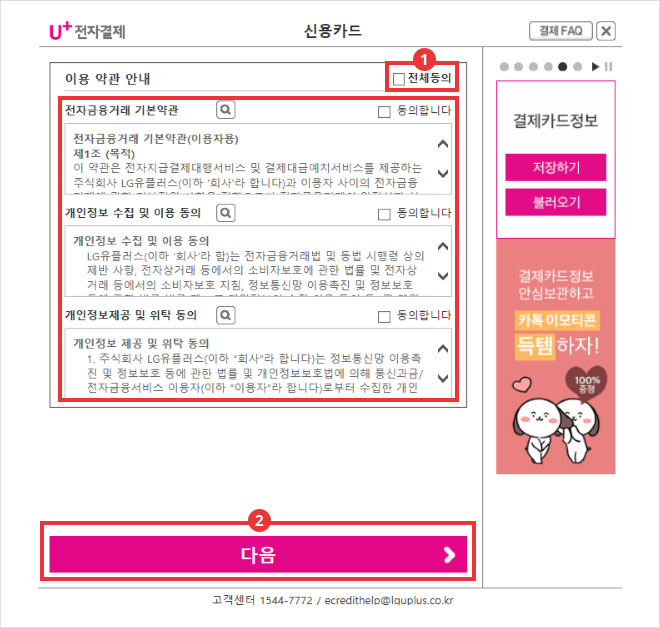 U+전자결제
신용카드
결제 FAQ
1
이용 약관 안내
전체동의
전자금융거래 기본약관
동의합니다
전자금융거래 기본약관(이용자용)
제1조 (목적)
이 약관은 전자지급결제대행서비스 및 결제대금예치서비스를 제공하는
주식회사 LG유플러스(이하 '회사'라 합니다)과 이용자 사이의 전자금융
개인정보 수집 및 이용 동의
동의합니다
개인정보 수집 및 이용 동의
LG유플러스(이하 '회사'라 함)는 전자금융거래법 및 동법 시행령 상의
제반 사항, 전자상거래 등에서의 소비자보호에 관한 법률 및 전자상
거래 등에서의 소비자보호 지침, 정보통신망 이용촉진 및 정보보호
개인정보제공 및 위탁 동의
동의합니다
개인정보 제공 및 위탁 동의
1. 주식회사 LG유플러스(이하 “회사”라 합니다)는 정보통신망 이용촉
진 및 정보보호 등에 관한 법률 및 개인정보보호법에 의해 통신과금/
전자금융서비스 이용자(이하 “이용자”라 합니다)로부터 수집한 개인
결제카드정보
저장하기
불러오기
결제카드정보
안심보관하고
카톡 이모티콘
득템하자!
100%
증정
2
다음
고객센터 1544-7772 / ecredithelp@lguplus.co.kr